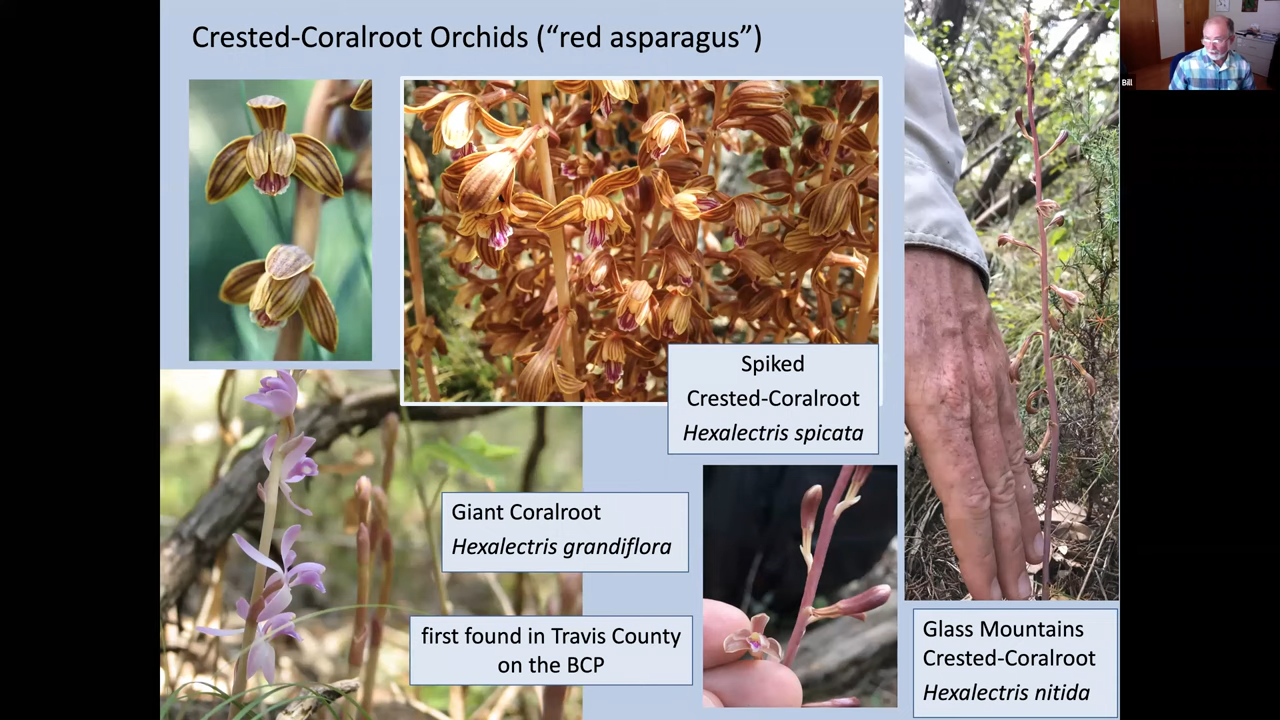 Crested-Coralroot Orchids (“red asparagus”)
Bill
Spiked
Crested-Coralroot
Hexalectris spicata
Giant Coralroot
Hexalectris grandiflora
first found in Travis County
on the BCP
Glass Mountains
Crested-Coralroot
Hexalectris nitida